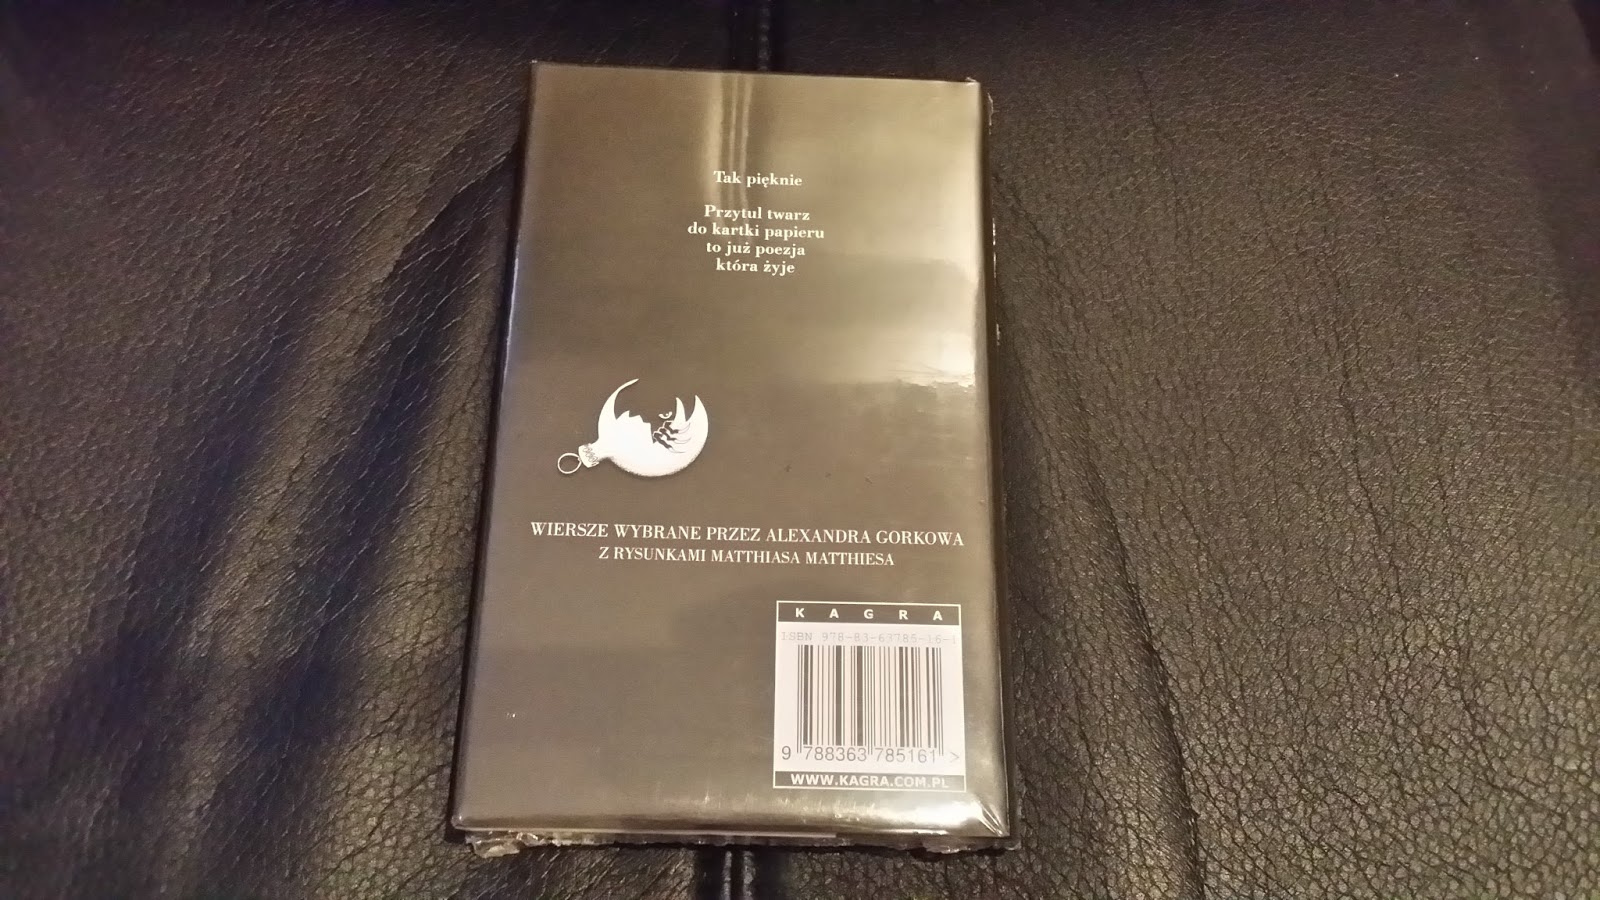 Tak pięknie
Przytul twarz
do kartki papieru
to już poezja
która żyje
WIERSZE WYBRANE PRZEZ ALEXANDRA GORKOWA
Z RYSUNKAMI MATTHIASA MATTHIESA
KAGRA
ISBN 978-83-63785-16-1
9 788363 785161 >
WWW.KAGRA.COM.PL